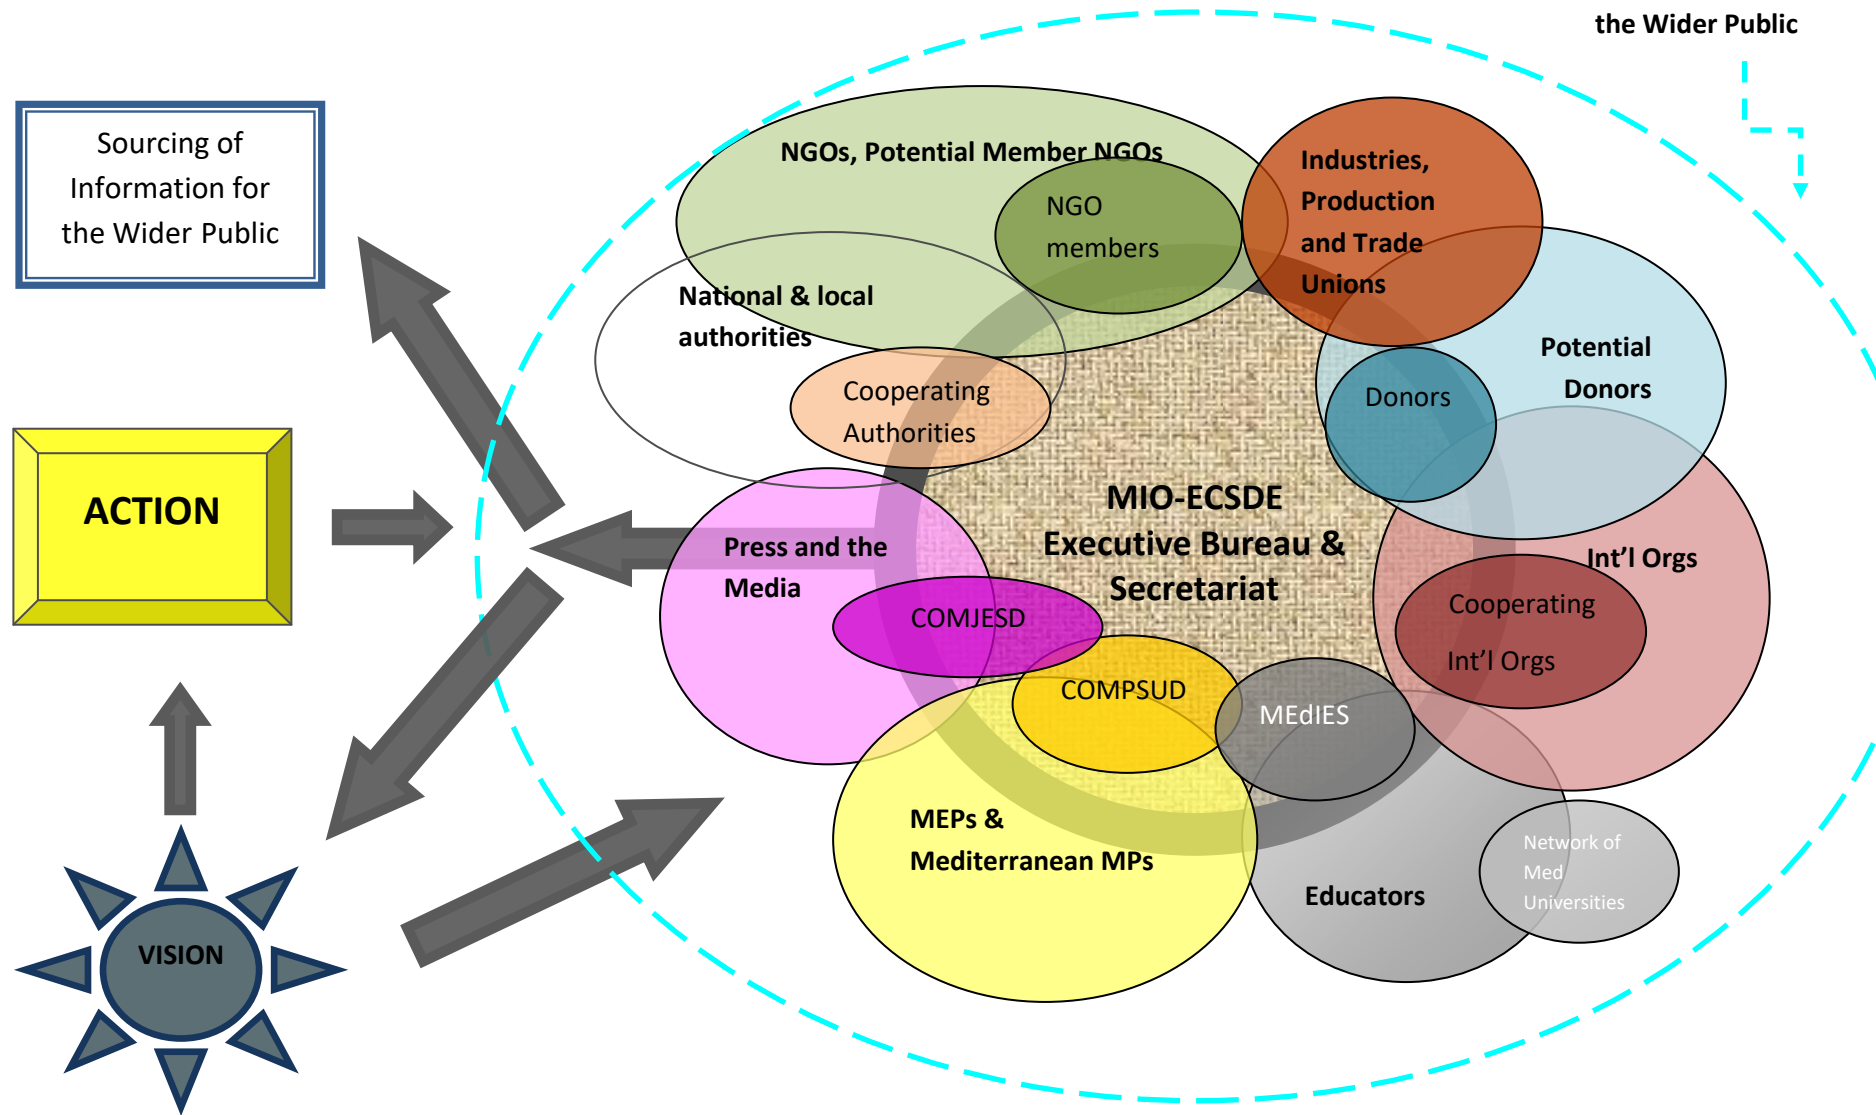 the Wider Public
Sourcing of
Information for
the Wider Public
NGOs, Potential Member NGOs
NGO
members
Industries,
Production
and Trade
Unions
National & local
authorities
Cooperating
Authorities
Potential
Donors
Donors
ACTION
MIO-ECSDE
Executive Bureau &
Secretariat
Press and the
Media
COMJESD
Int’l Orgs
Cooperating
Int’l Orgs
COMPSUD
MEdIES
MEPs &
Mediterranean MPs
Educators
Network of
Med
Universities
VISION